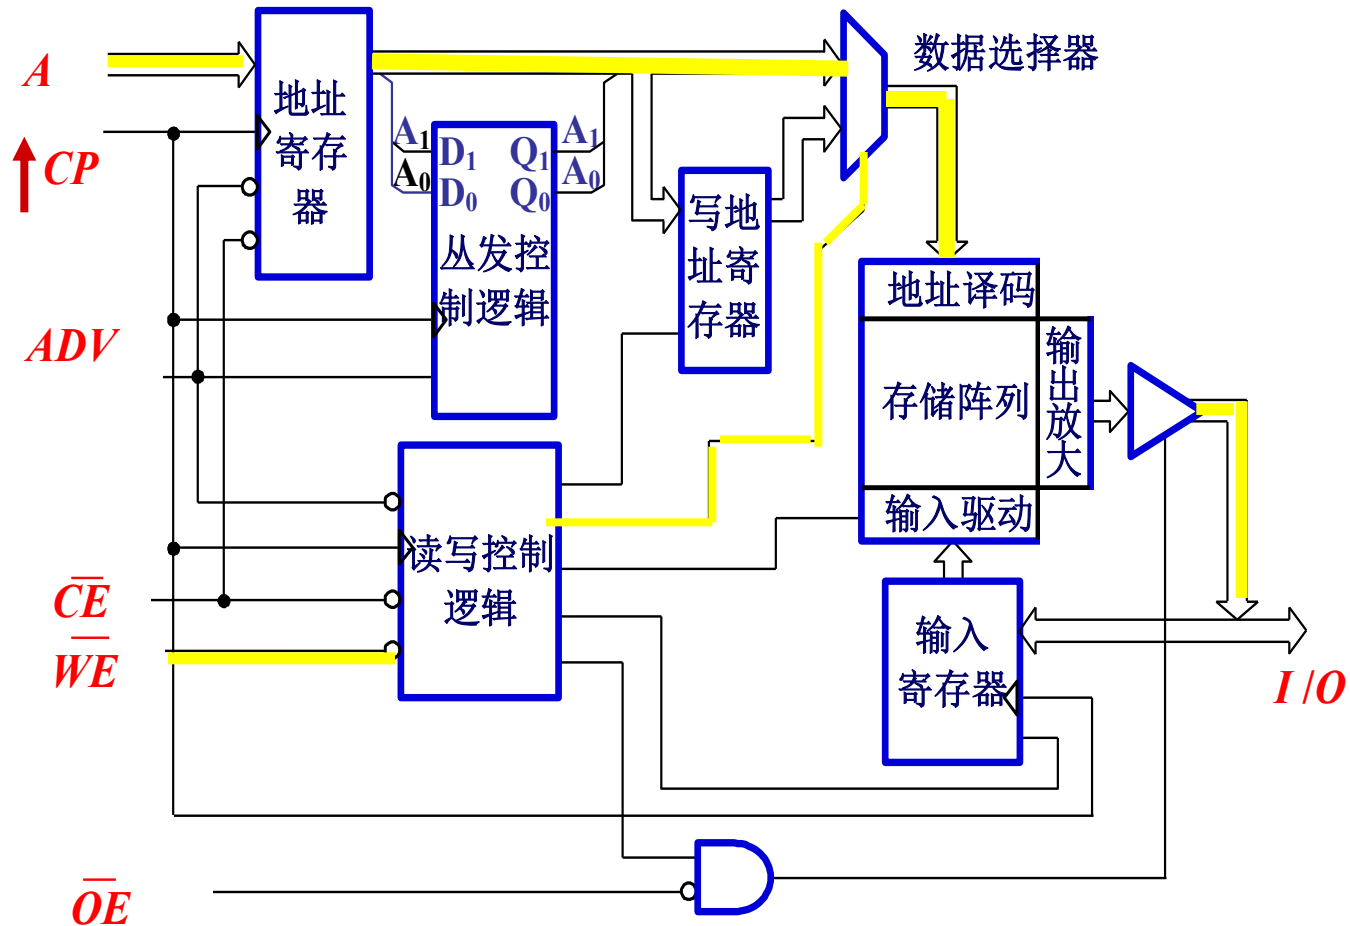 A
CP
ADV
C̅E̅
W̅E̅
O̅E̅
地址
寄存
器
A₁
A₀
D₁
D₀
Q₁
Q₀
A₁
A₀
从发控
制逻辑
写地
址寄
存器
数据选择器
地址译码
存储阵列
输
出
放
大
输入驱动
读写控制
逻辑
输入
寄存器
I /O